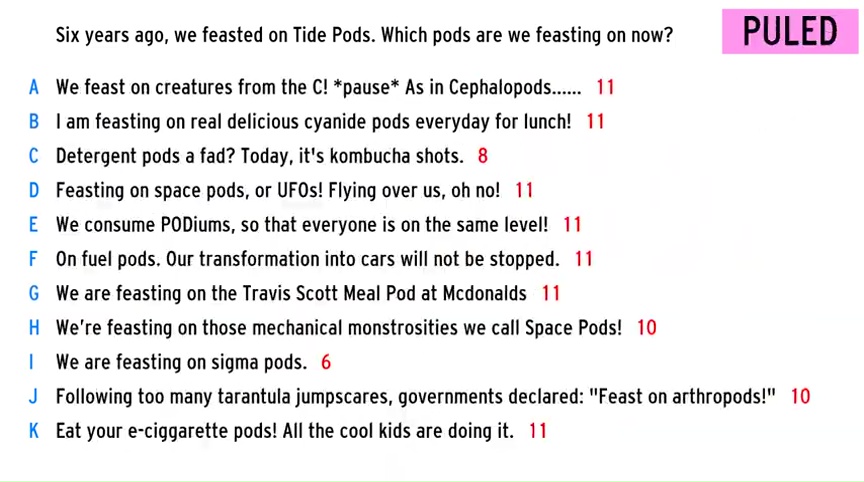 Six years ago, we feasted on Tide Pods. Which pods are we feasting on now?
PULED
A We feast on creatures from the C! *pause* As in Cephalopods...... 11
B I am feasting on real delicious cyanide pods everyday for lunch! 11
C Detergent pods a fad? Today, it's kombucha shots. 8
D Feasting on space pods, or UFOs! Flying over us, oh no! 11
E We consume PODiums, so that everyone is on the same level! 11
F On fuel pods. Our transformation into cars will not be stopped. 11
G We are feasting on the Travis Scott Meal Pod at Mcdonalds 11
H We're feasting on those mechanical monstrosities we call Space Pods! 10
I We are feasting on sigma pods. 6
J Following too many tarantula jumpscares, governments declared: "Feast on arthropods!" 10
K Eat your e-ciggarette pods! All the cool kids are doing it. 11